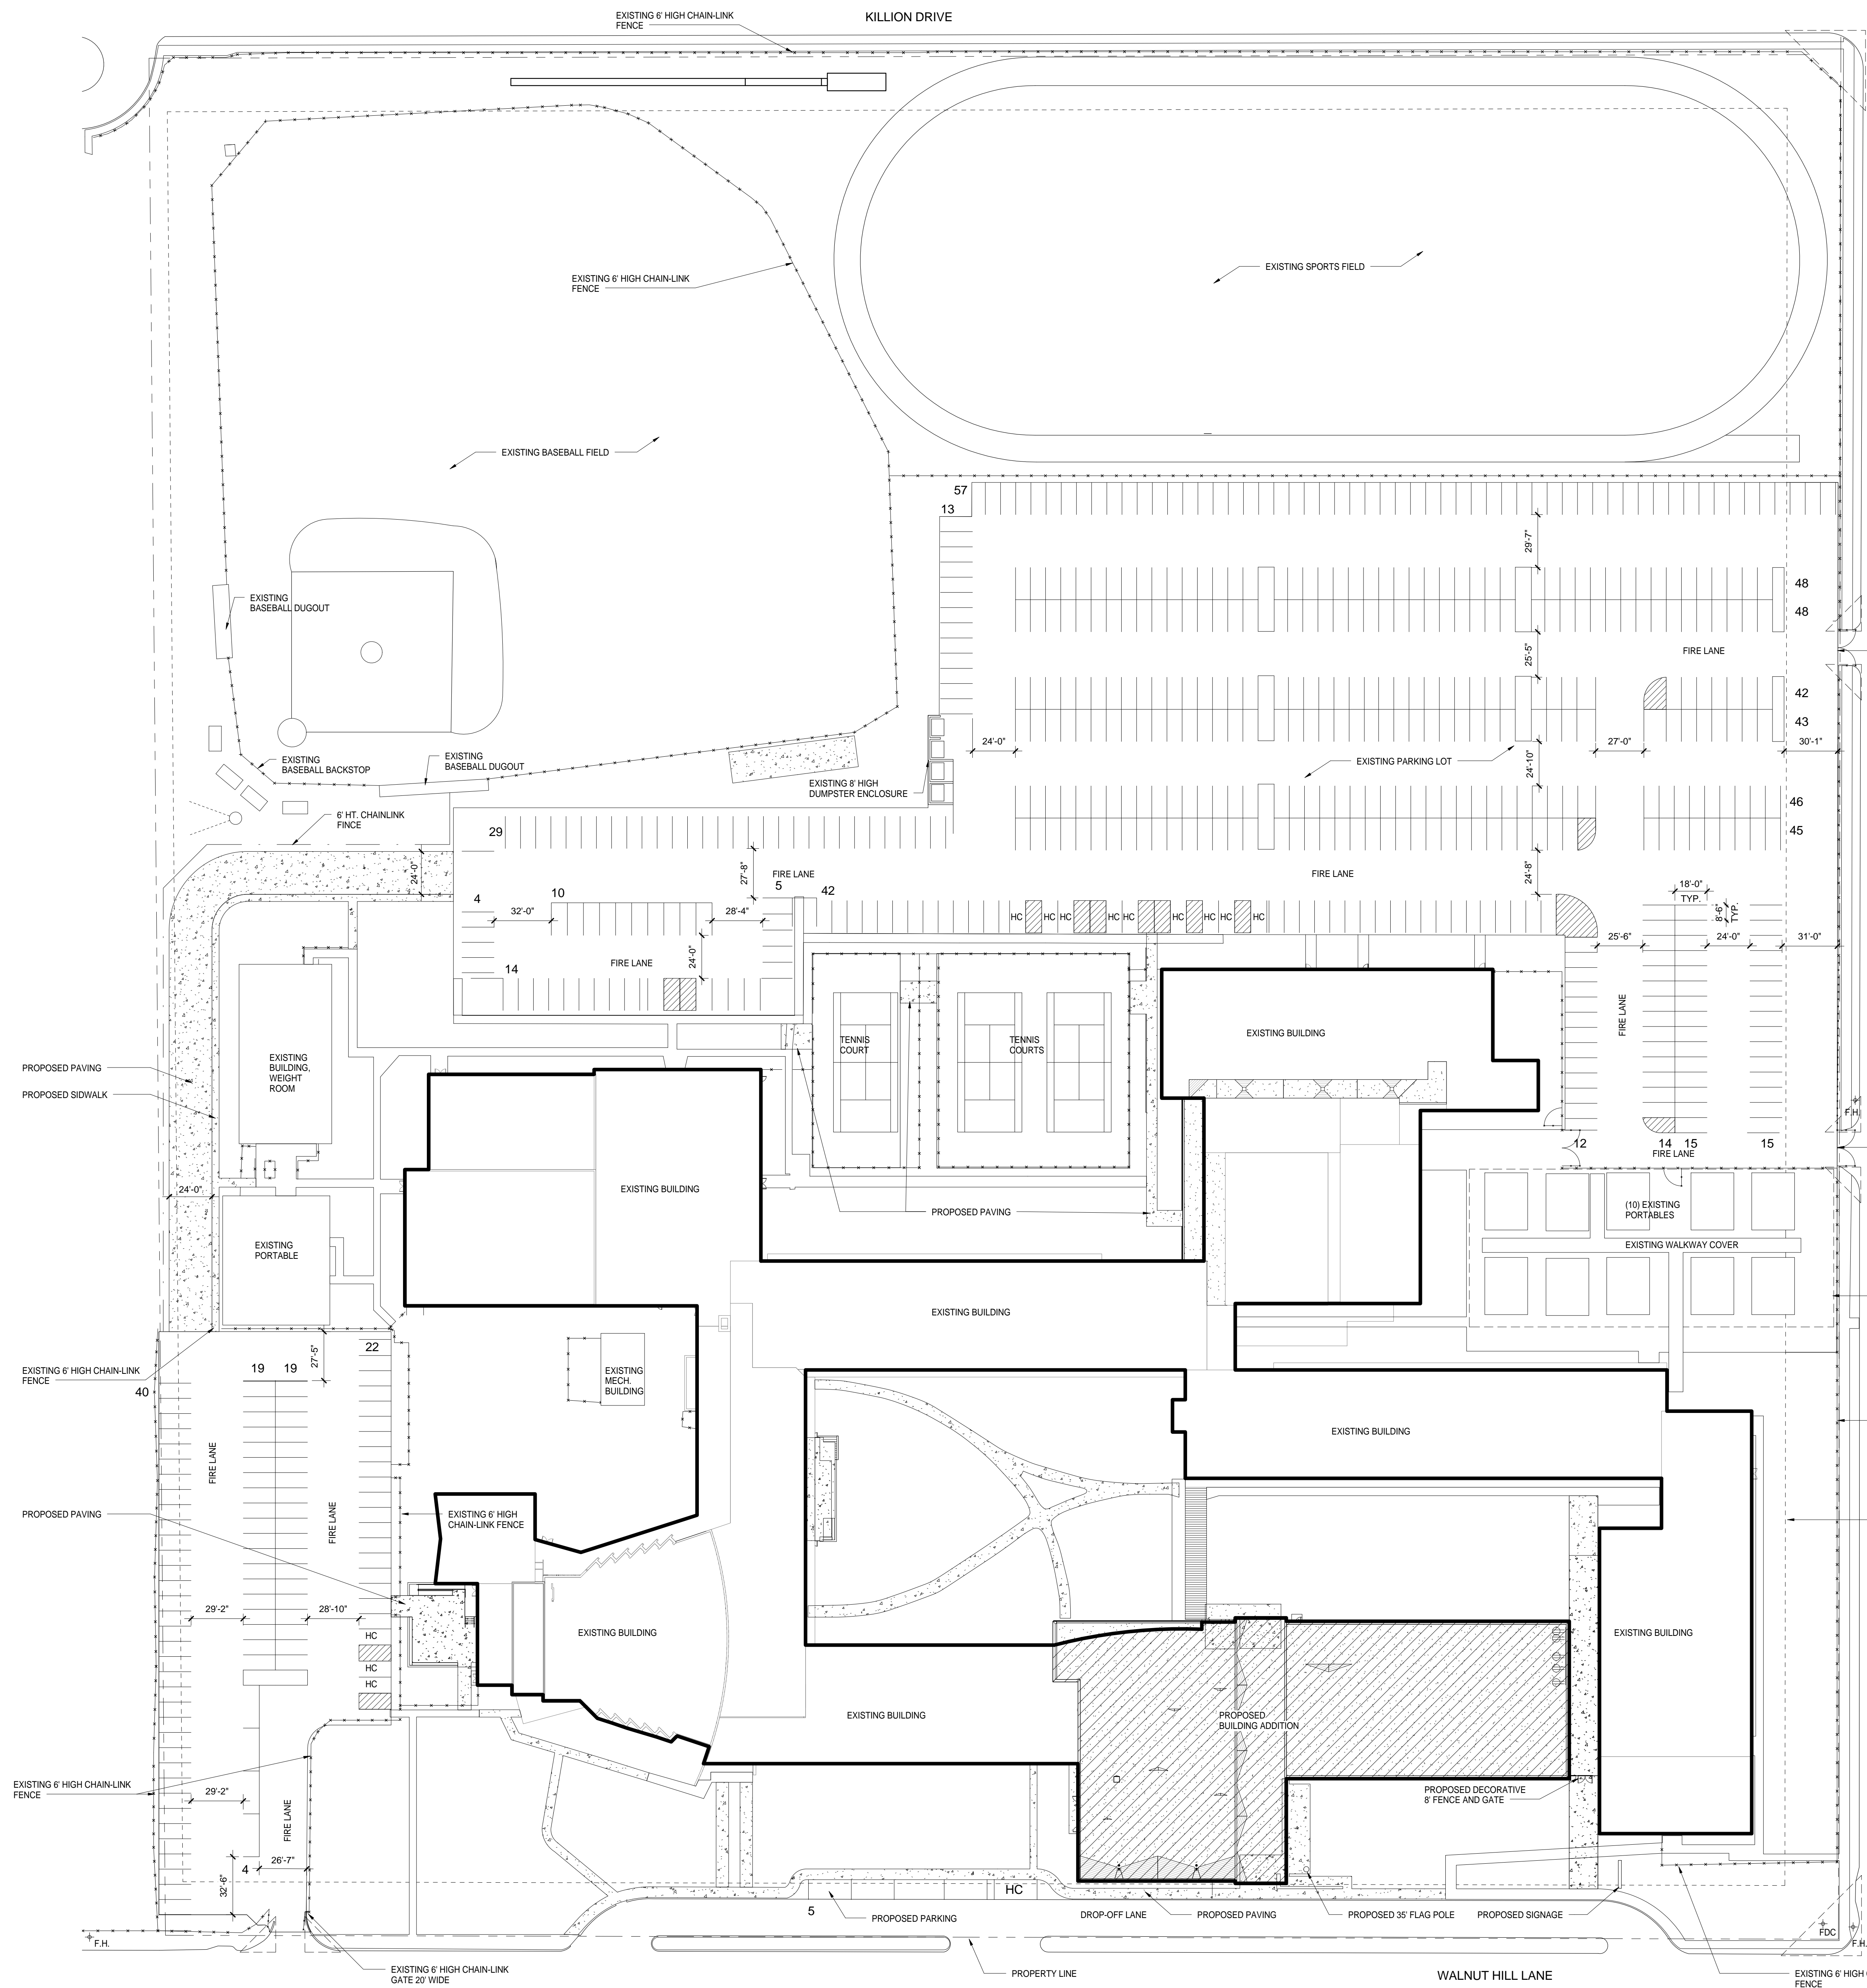 KILLION DRIVE
EXISTING 6' HIGH CHAIN-LINK
FENCE
EXISTING SPORTS FIELD
EXISTING 6' HIGH CHAIN-LINK
FENCE
EXISTING BASEBALL FIELD
57
13
29'-7"
48
48
EXISTING
BASEBALL DUGOUT
25'-5"
FIRE LANE
42
43
24'-0"
27'-0"
30'-1"
EXISTING
BASEBALL BACKSTOP
EXISTING
BASEBALL DUGOUT
EXISTING 8' HIGH
DUMPSTER ENCLOSURE
24'-10"
EXISTING PARKING LOT
46
45
6' HT. CHAINLINK
FINCE
29
24'-0"
27'-8"
FIRE LANE
5
42
FIRE LANE
24'-8"
4
10
32'-0"
28'-4"
HC
HC
HC
HC
HC
HC
HC
HC
18'-0"
TYP.
8'-6"
TYP.
25'-6"
24'-0"
31'-0"
14
FIRE LANE
24'-0"
FIRE LANE
EXISTING BUILDING
TENNIS
COURT
TENNIS
COURTS
EXISTING
BUILDING,
WEIGHT
ROOM
PROPOSED PAVING
PROPOSED SIDWALK
F.H.
12
14
15
15
FIRE LANE
24'-0"
EXISTING BUILDING
PROPOSED PAVING
(10) EXISTING
PORTABLES
EXISTING
PORTABLE
EXISTING WALKWAY COVER
EXISTING BUILDING
EXISTING 6' HIGH CHAIN-LINK
FENCE
40
19
19
27'-5"
22
EXISTING
MECH.
BUILDING
EXISTING BUILDING
FIRE LANE
FIRE LANE
PROPOSED PAVING
EXISTING 6' HIGH
CHAIN-LINK FENCE
29'-2"
28'-10"
HC
HC
HC
EXISTING BUILDING
EXISTING BUILDING
EXISTING BUILDING
PROPOSED
BUILDING ADDITION
EXISTING 6' HIGH CHAIN-LINK
FENCE
29'-2"
FIRE LANE
PROPOSED DECORATIVE
8' FENCE AND GATE
4
26'-7"
32'-6"
HC
5
PROPOSED PARKING
DROP-OFF LANE
PROPOSED PAVING
PROPOSED 35' FLAG POLE
PROPOSED SIGNAGE
FDC
F.H.
F.H.
EXISTING 6' HIGH CHAIN-LINK
GATE 20' WIDE
PROPERTY LINE
WALNUT HILL LANE
EXISTING 6' HIGH
FENCE